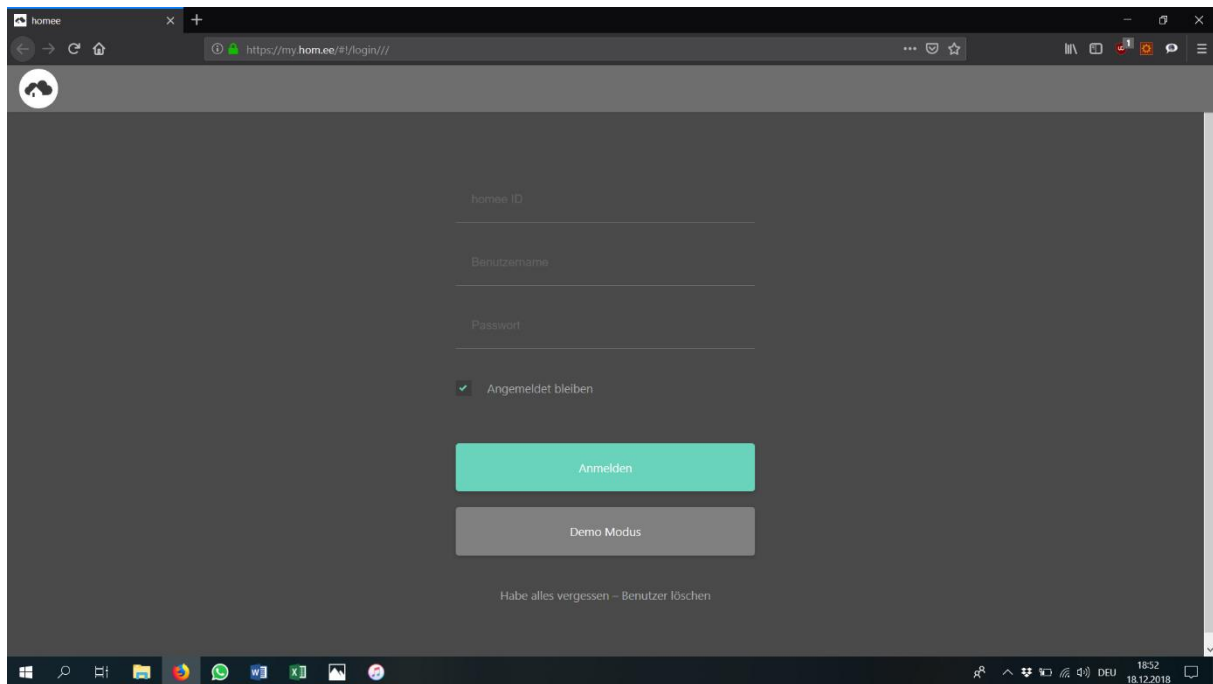 homee
https://my.hom.ee/#!/login///
1
homee ID
Benutzername
Passwort
Angemeldet bleiben
Anmelden
Demo Modus
Habe alles vergessen – Benutzer löschen
DEU
18:52
18.12.2018